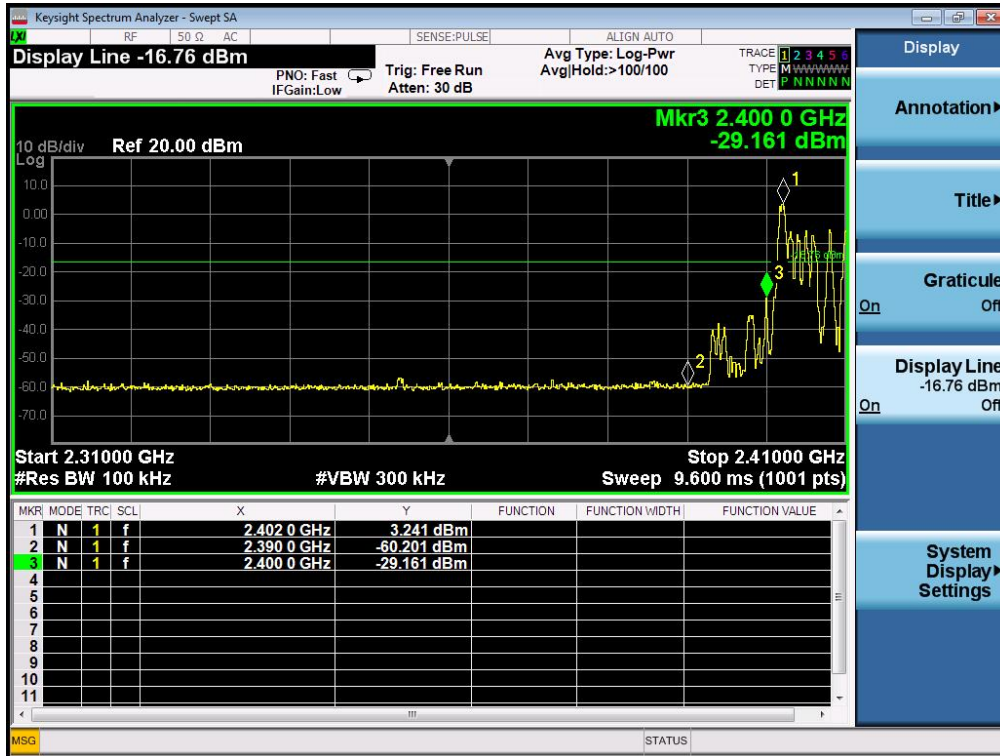 Keysight Spectrum Analyzer - Swept SA
LXI RF 50 Ω AC SENSE:PULSE ALIGN AUTO
Display Line -16.76 dBm
PNO: Fast
IFGain:Low
Trig: Free Run
Atten: 30 dB
Avg Type: Log-Pwr
Avg|Hold:>100/100
TRACE 1 2 3 4 5 6
TYPE M WWWWW
DET P N N N N N
Mkr3 2.400 0 GHz
-29.161 dBm
10 dB/div Ref 20.00 dBm
Log
10.0
0.00
-10.0
-20.0
-30.0
-40.0
-50.0
-60.0
-70.0
1
3
2
Start 2.31000 GHz Stop 2.41000 GHz
#Res BW 100 kHz #VBW 300 kHz Sweep 9.600 ms (1001 pts)
MKR MODE TRC SCL X Y FUNCTION FUNCTION WIDTH FUNCTION VALUE
1 N 1 f 2.402 0 GHz 3.241 dBm
2 N 1 f 2.390 0 GHz -60.201 dBm
3 N 1 f 2.400 0 GHz -29.161 dBm
4
5
6
7
8
9
10
11
MSG STATUS
Display
Annotation
Title
Graticule
On Off
Display Line
-16.76 dBm
On Off
System
Display
Settings